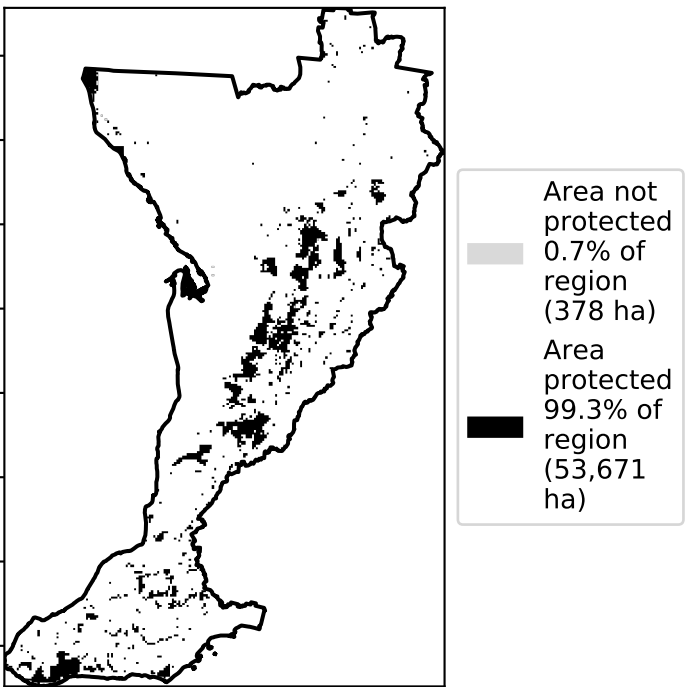 Area not
protected
0.7% of
region
(378 ha)
Area
protected
99.3% of
region
(53,671
ha)